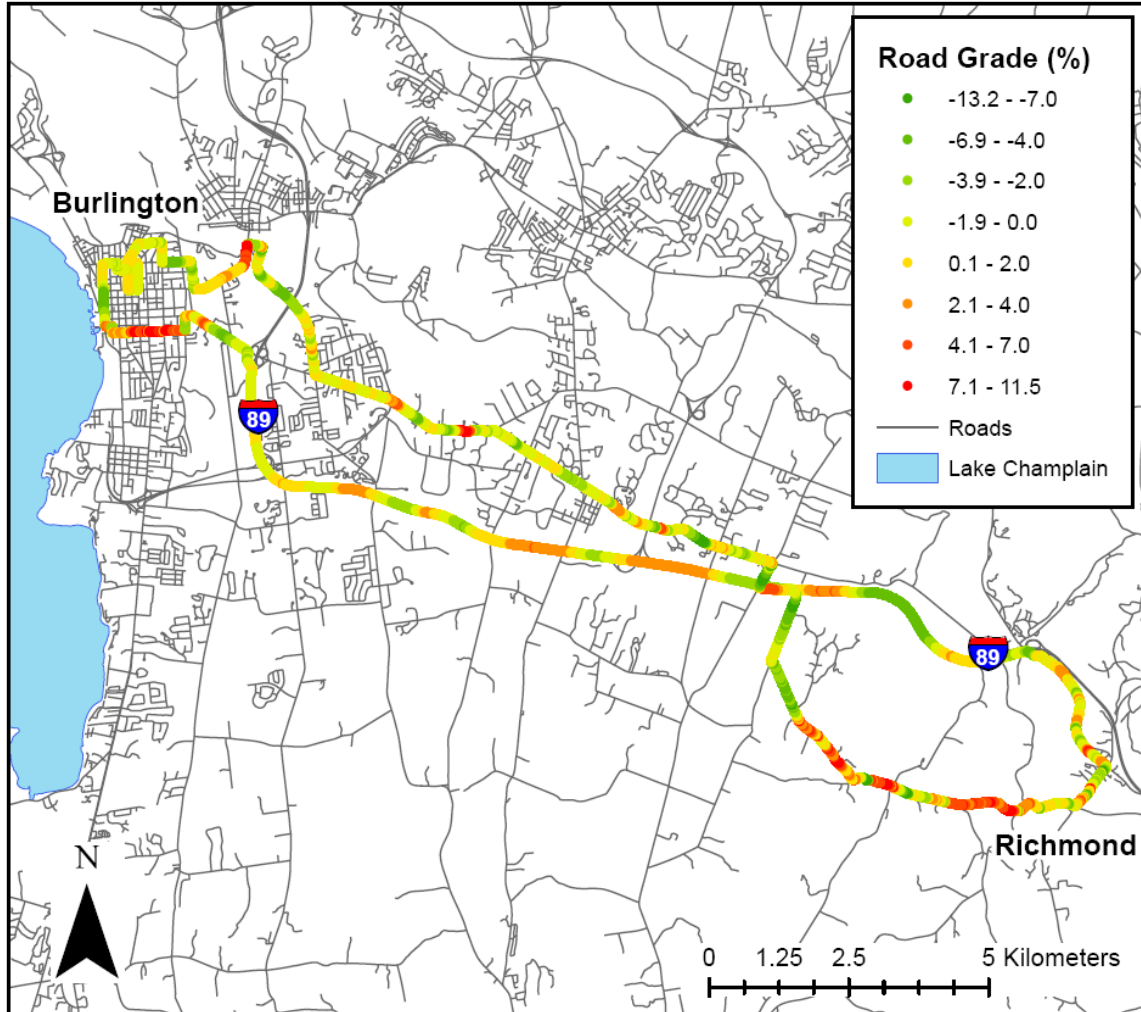 Road Grade (%)
-13.2 - -7.0
-6.9 - -4.0
-3.9 - -2.0
-1.9 - 0.0
0.1 - 2.0
2.1 - 4.0
4.1 - 7.0
7.1 - 11.5
Roads
Lake Champlain
Burlington
89
89
Richmond
N
0 1.25 2.5 5 Kilometers